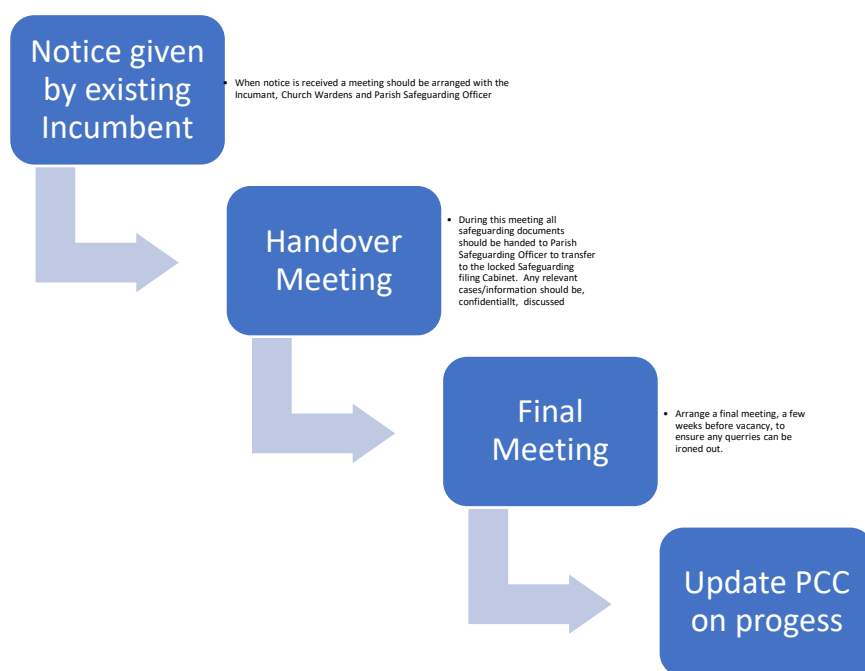 Notice given
by existing
Incumbent
• When notice is received a meeting should be arranged with the
Incumant, Church Wardens and Parish Safeguarding Officer
Handover
Meeting
• During this meeting all
safeguarding documents
should be handed to Parish
Safeguarding Officer to transfer
to the locked Safeguarding
filing Cabinet. Any relevant
cases/information should be,
confidentiallt, discussed
Final
Meeting
• Arrange a final meeting, a few
weeks before vacancy, to
ensure any querries can be
ironed out.
Update PCC
on progess